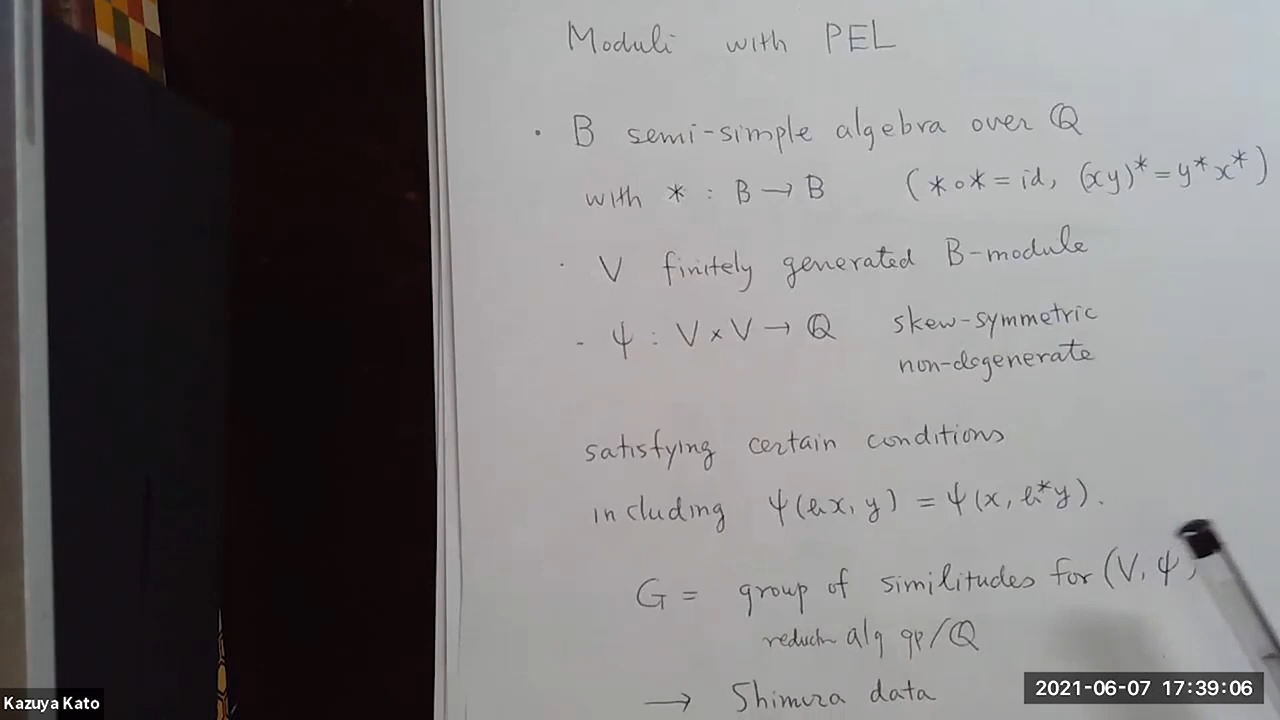 Moduli with PEL
· B semi-simple algebra over ℚ
with * : B → B (*∘* = id, (xy)* = y*x*)
· V finitely generated B-module
- ψ : V × V → ℚ skew-symmetric
non-degenerate
satisfying certain conditions
including ψ(bx, y) = ψ(x, b*y).
G = group of similitudes for (V, ψ)
alg gp/ℚ
→ Shimura data
Kazuya Kato
2021-06-07 17:39:06